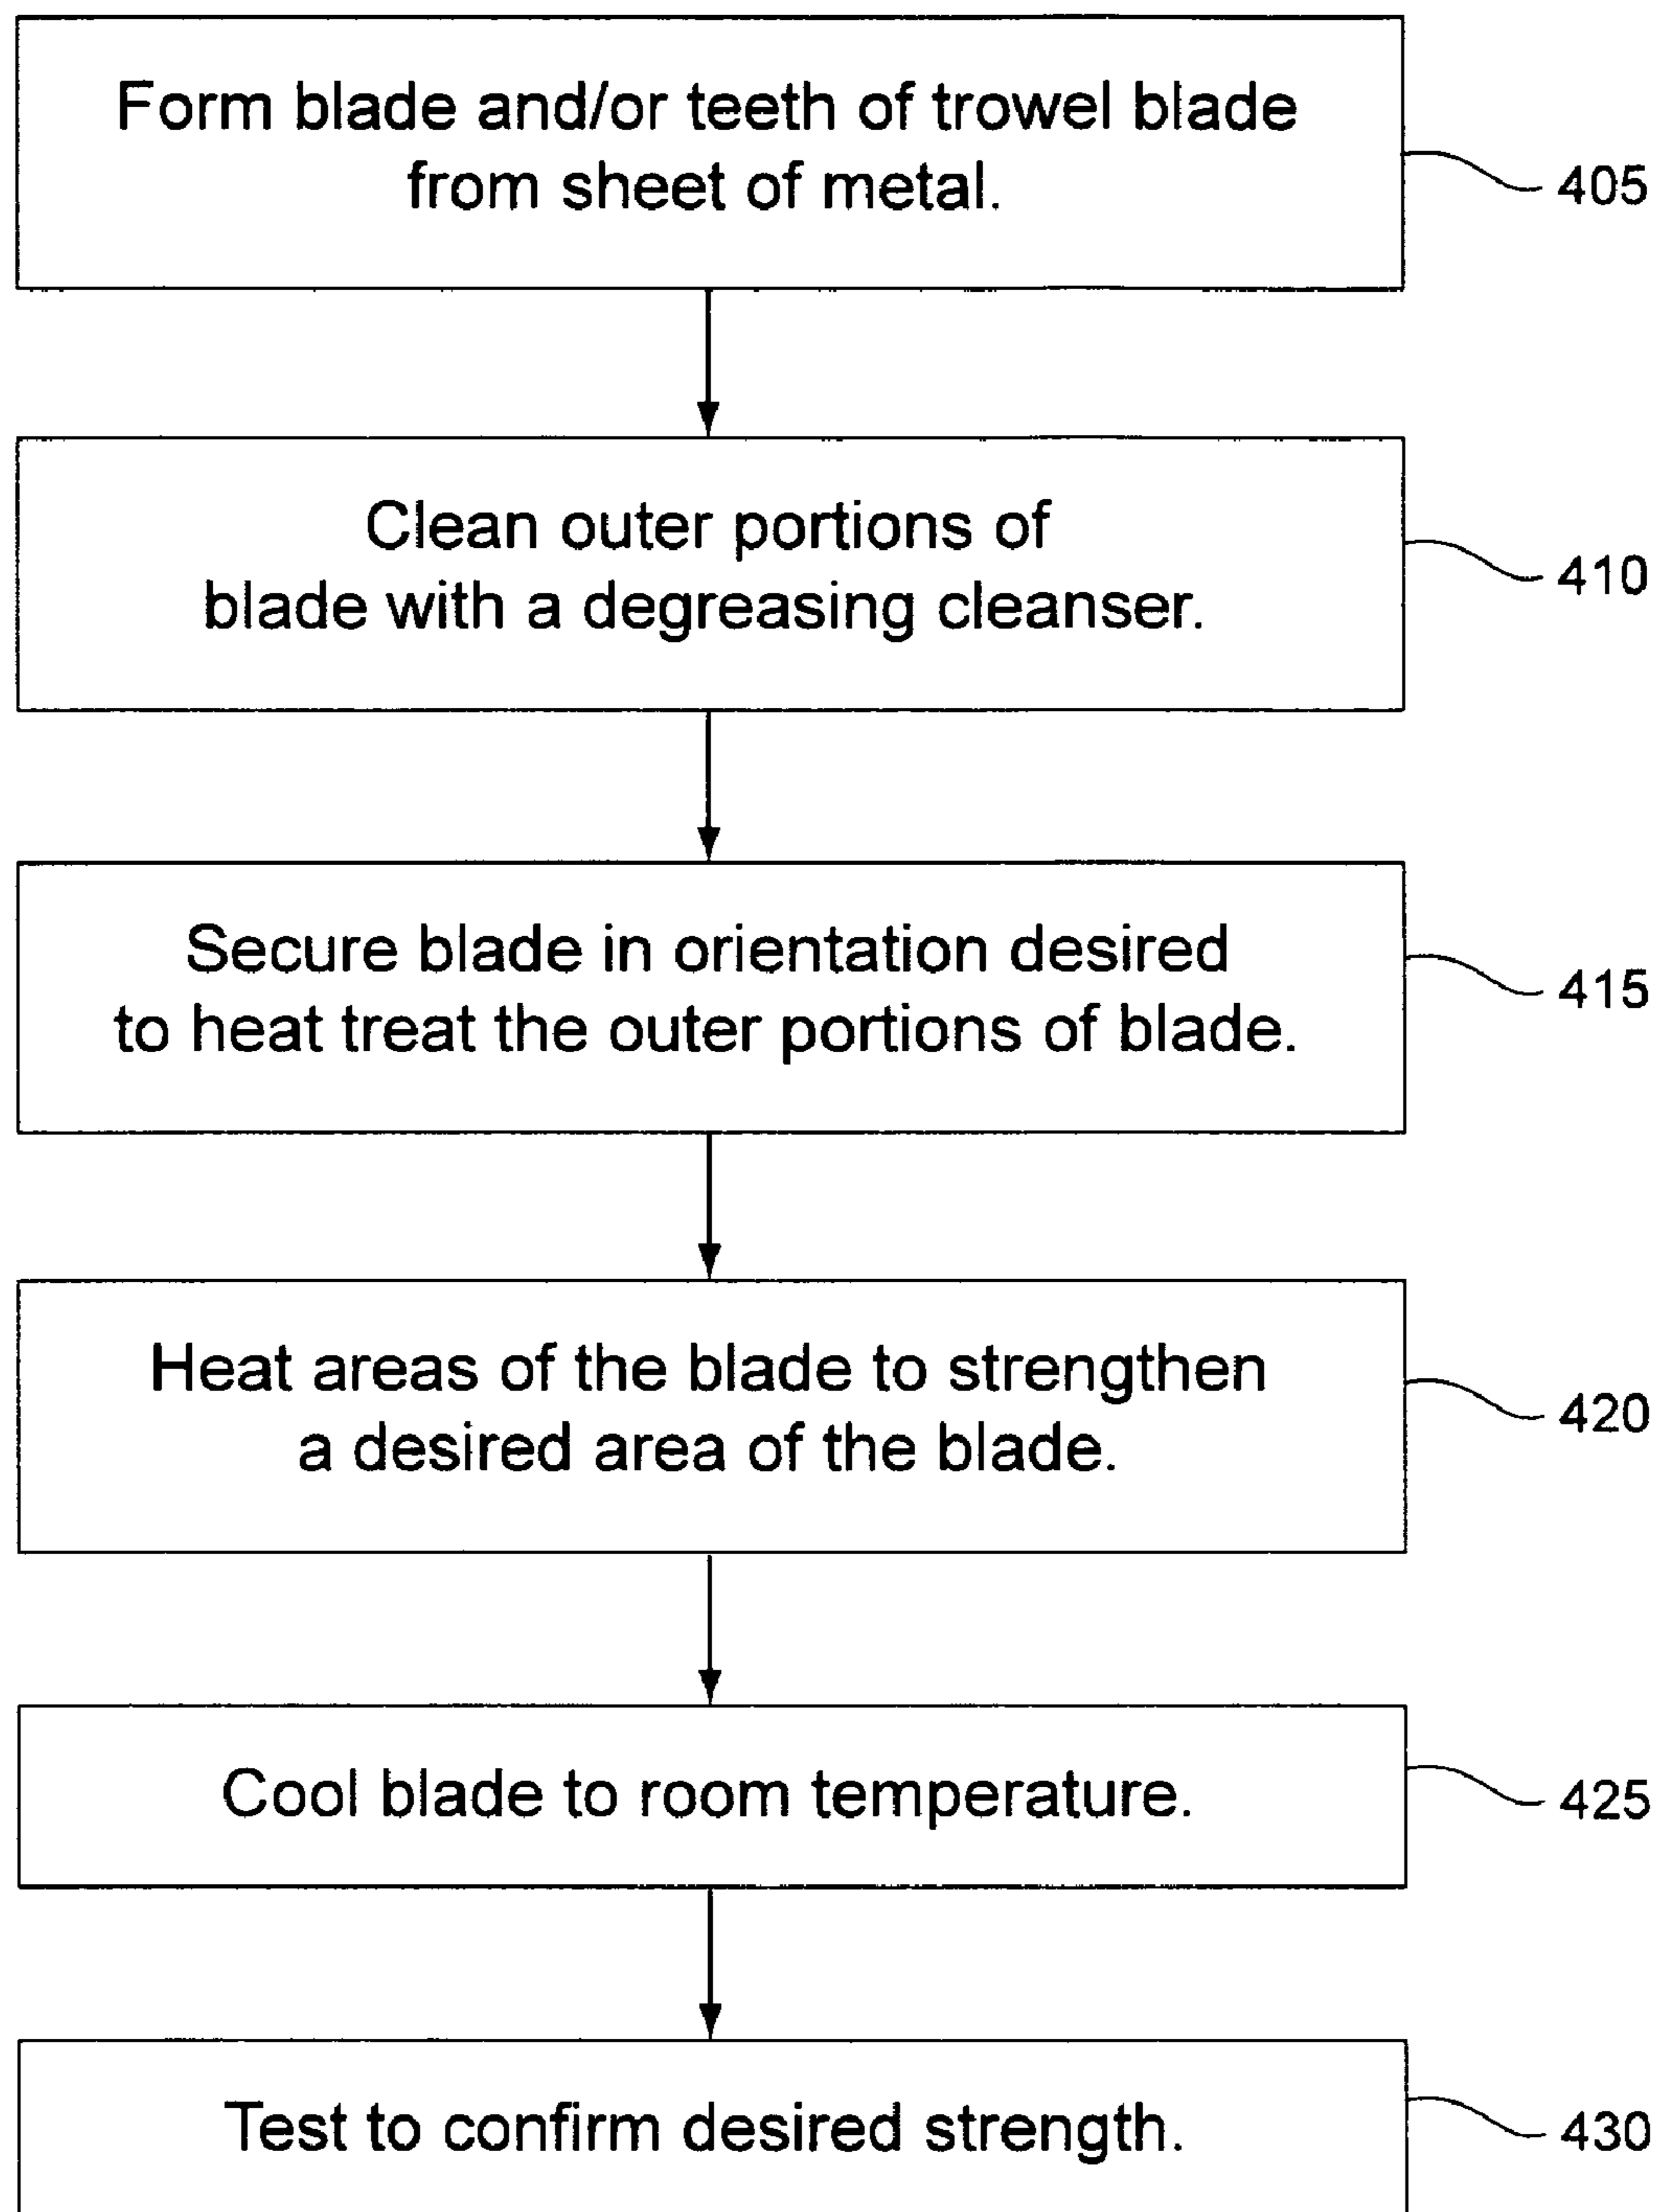 Form blade and/or teeth of trowel blade
from sheet of metal.
405
Clean outer portions of
blade with a degreasing cleanser.
410
Secure blade in orientation desired
to heat treat the outer portions of blade.
415
Heat areas of the blade to strengthen
a desired area of the blade.
420
Cool blade to room temperature.
425
Test to confirm desired strength.
430